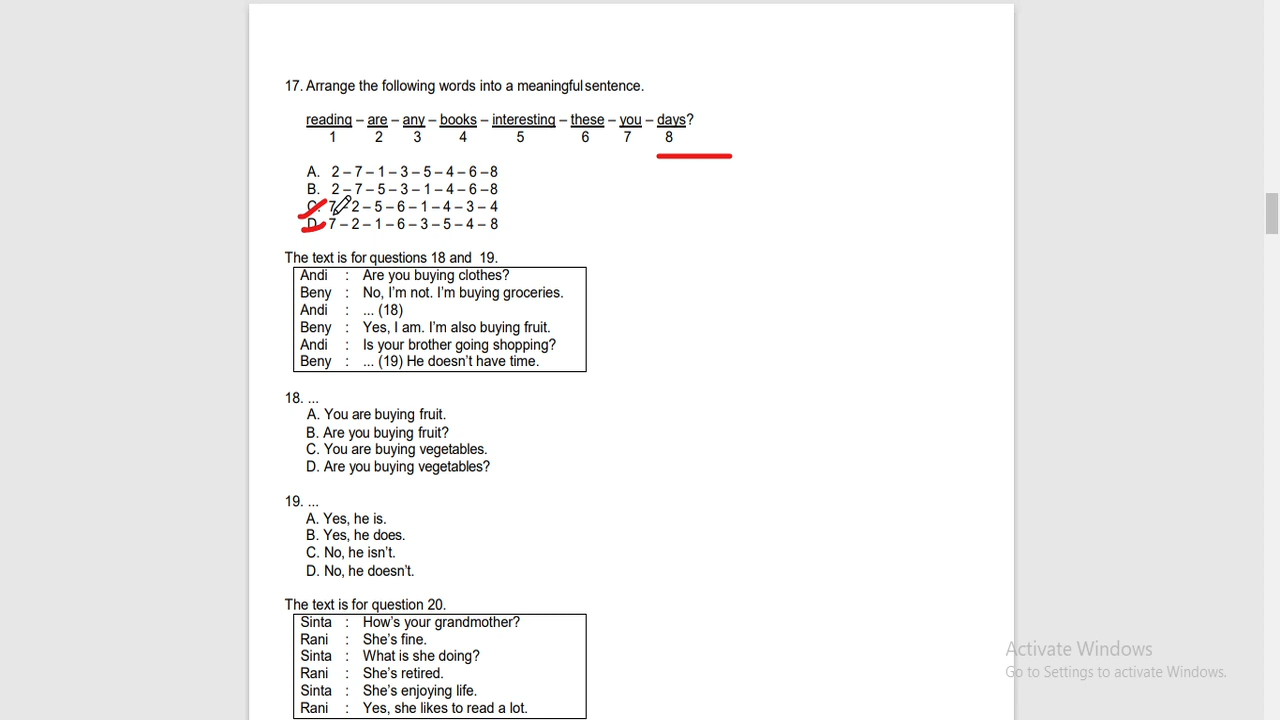 17. Arrange the following words into a meaningful sentence.
reading – are – any – books – interesting – these – you – days?
1 2 3 4 5 6 7 8
A. 2 – 7 – 1 – 3 – 5 – 4 – 6 – 8
B. 2 – 7 – 5 – 3 – 1 – 4 – 6 – 8
C. 7 – 2 – 5 – 6 – 1 – 4 – 3 – 4
D. 7 – 2 – 1 – 6 – 3 – 5 – 4 – 8
The text is for questions 18 and 19.
Andi : Are you buying clothes?
Beny : No, I'm not. I'm buying groceries.
Andi : ... (18)
Beny : Yes, I am. I'm also buying fruit.
Andi : Is your brother going shopping?
Beny : ... (19) He doesn't have time.
18. ...
A. You are buying fruit.
B. Are you buying fruit?
C. You are buying vegetables.
D. Are you buying vegetables?
19. ...
A. Yes, he is.
B. Yes, he does.
C. No, he isn't.
D. No, he doesn't.
The text is for question 20.
Sinta : How's your grandmother?
Rani : She's fine.
Sinta : What is she doing?
Rani : She's retired.
Sinta : She's enjoying life.
Rani : Yes, she likes to read a lot.
Activate Windows
Go to Settings to activate Windows.